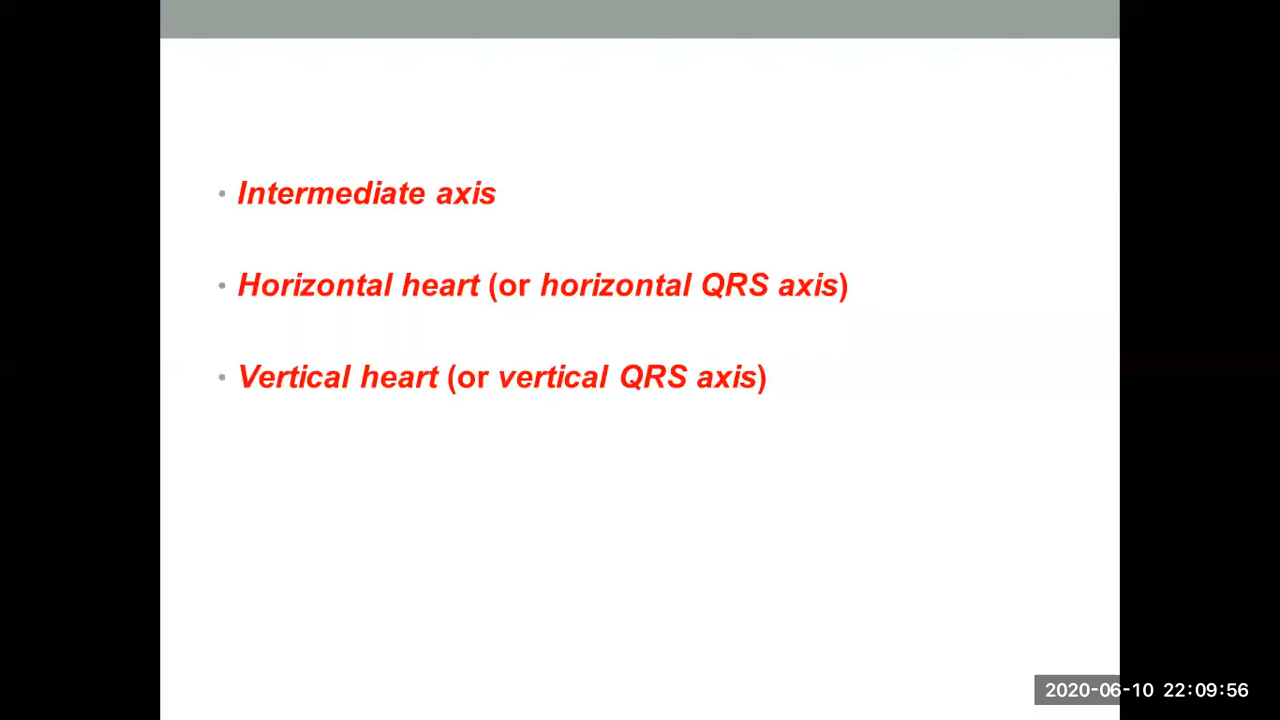 • Intermediate axis
• Horizontal heart (or horizontal QRS axis)
• Vertical heart (or vertical QRS axis)
2020-06-10 22:09:56